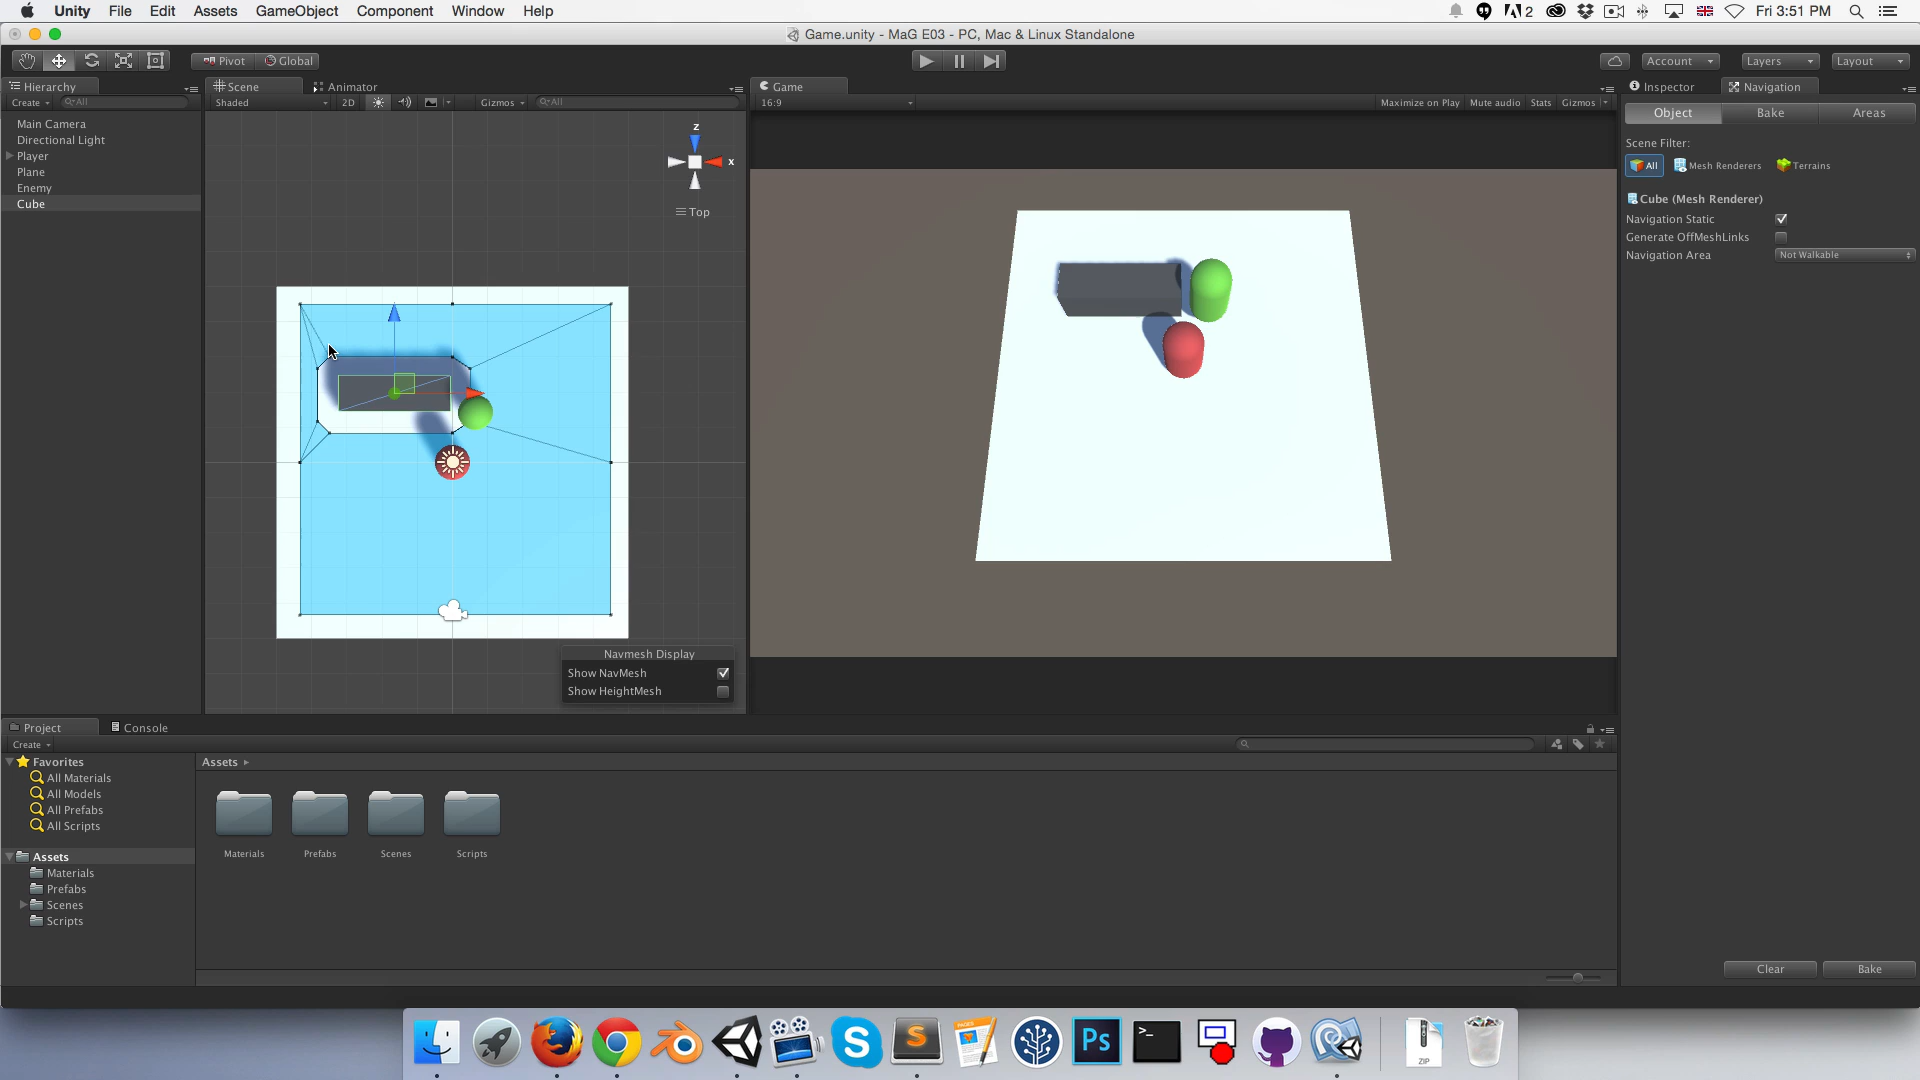 Unity File Edit Assets GameObject Component Window Help
2 Fri 3:51 PM
Game.unity - MaG E03 - PC, Mac & Linux Standalone
Pivot Global Account Layers Layout
Hierarchy
Create All
Main Camera
Directional Light
Player
Plane
Enemy
Cube
Scene Animator
Shaded 2D Gizmos All
z
x
Top
Navmesh Display
Show NavMesh
Show HeightMesh
Game
16:9 Maximize on Play Mute audio Stats Gizmos
Inspector Navigation
Object Bake Areas
Scene Filter:
All Mesh Renderers Terrains
Cube (Mesh Renderer)
Navigation Static
Generate OffMeshLinks
Navigation Area Not Walkable
Clear Bake
Project Console
Create
Favorites
All Materials
All Models
All Prefabs
All Scripts
Assets
Materials
Prefabs
Scenes
Scripts
Assets
Materials Prefabs Scenes Scripts
PAGES
Ps
ZIP